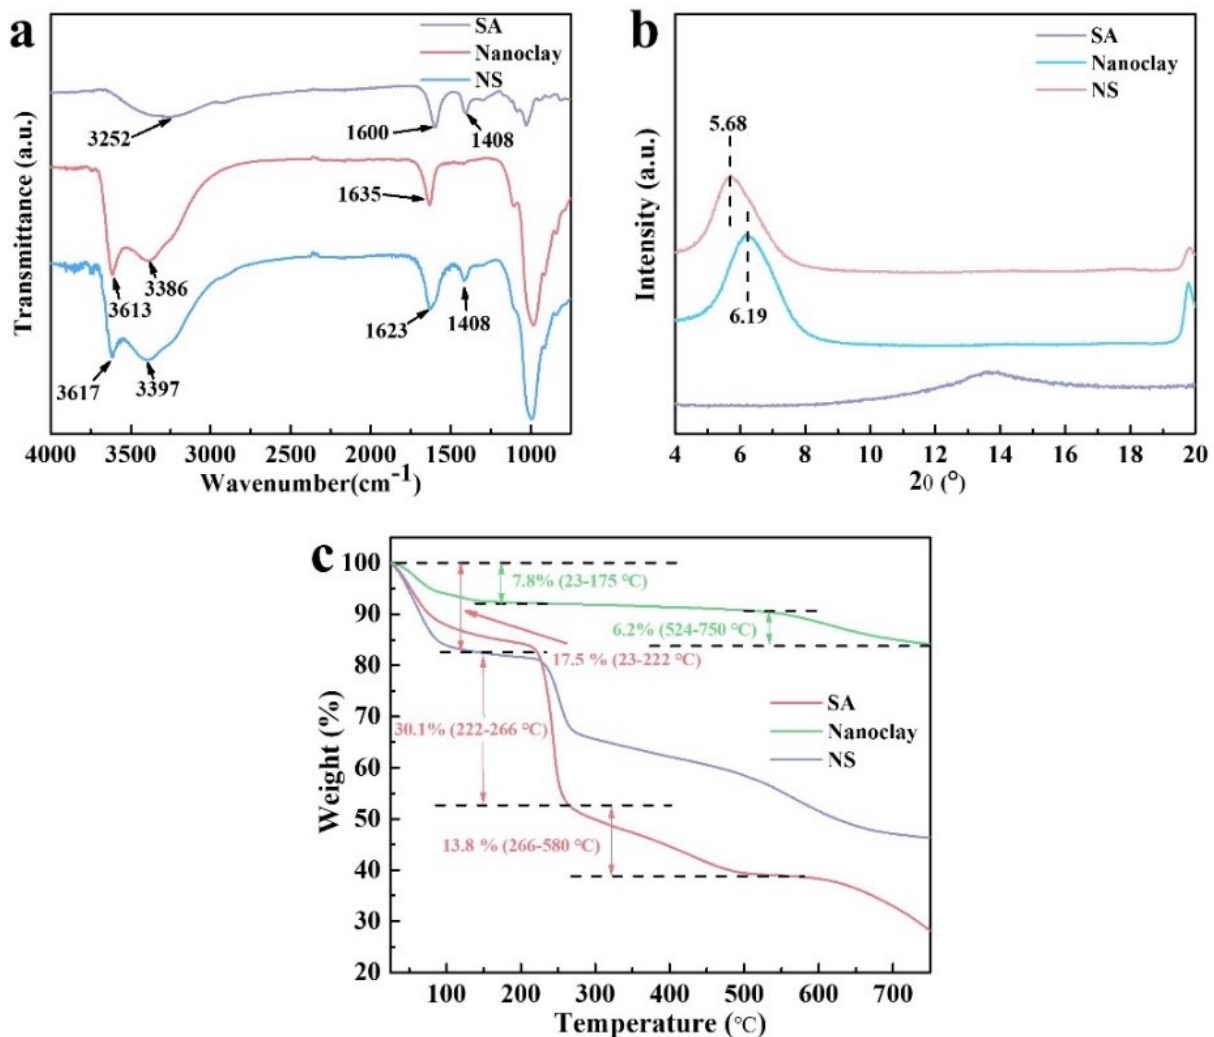 a
SA
Nanoclay
NS
3252
1600
1408
1635
3613
3386
1623
1408
3617
3397
Transmittance (a.u.)
4000 3500 3000 2500 2000 1500 1000
Wavenumber(cm-1)
b
SA
Nanoclay
NS
5.68
6.19
Intensity (a.u.)
4 6 8 10 12 14 16 18 20
2θ (°)
c
100
90
80
70
60
50
40
30
20
Weight (%)
7.8% (23-175 °C)
6.2% (524-750 °C)
17.5 % (23-222 °C)
30.1% (222-266 °C)
13.8 % (266-580 °C)
SA
Nanoclay
NS
100 200 300 400 500 600 700
Temperature (°C)